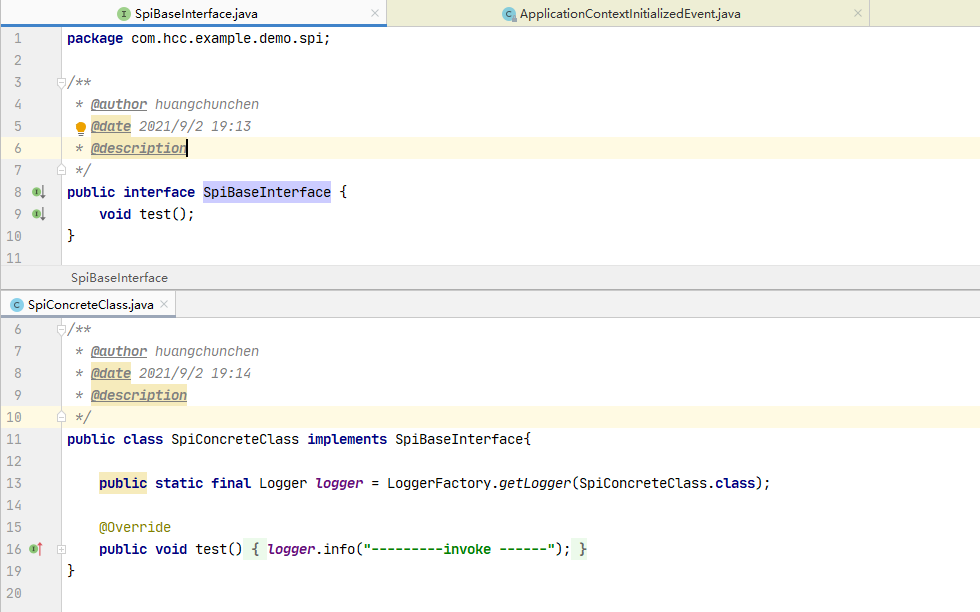 SpiBaseInterface.java
ApplicationContextInitializedEvent.java
1 package com.hcc.example.demo.spi;
2
3 /**
4 * @author huangchunchen
5 * @date 2021/9/2 19:13
6 * @description
7 */
8 public interface SpiBaseInterface {
9 void test();
10 }
11
SpiBaseInterface
SpiConcreteClass.java
6 /**
7 * @author huangchunchen
8 * @date 2021/9/2 19:14
9 * @description
10 */
11 public class SpiConcreteClass implements SpiBaseInterface{
12
13 public static final Logger logger = LoggerFactory.getLogger(SpiConcreteClass.class);
14
15 @Override
16 public void test() { logger.info("---------invoke ------"); }
19 }
20